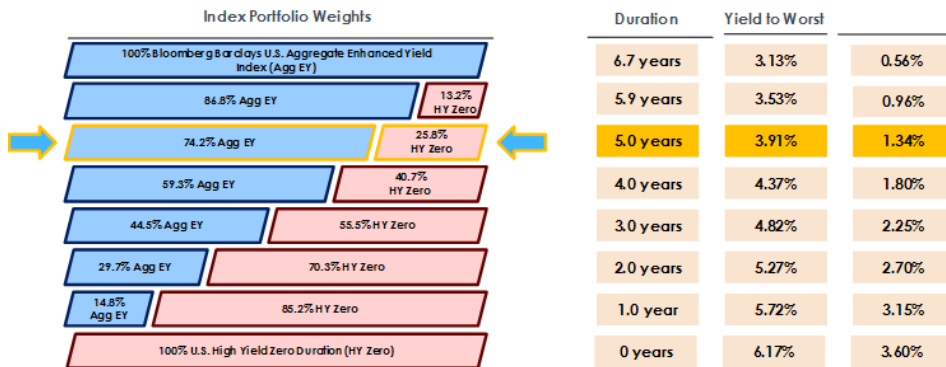 Index Portfolio Weights
Duration
Yield to Worst
100% Bloomberg Barclays U.S. Aggregate Enhanced Yield
Index (Agg EY)
6.7 years
3.13%
0.56%
86.8% Agg EY
13.2%
HY Zero
5.9 years
3.53%
0.96%
74.2% Agg EY
25.8%
HY Zero
5.0 years
3.91%
1.34%
59.3% Agg EY
40.7%
HY Zero
4.0 years
4.37%
1.80%
44.5% Agg EY
55.5% HY Zero
3.0 years
4.82%
2.25%
29.7% Agg EY
70.3% HY Zero
2.0 years
5.27%
2.70%
14.8%
Agg EY
85.2% HY Zero
1.0 year
5.72%
3.15%
100% U.S. High Yield Zero Duration (HY Zero)
0 years
6.17%
3.60%